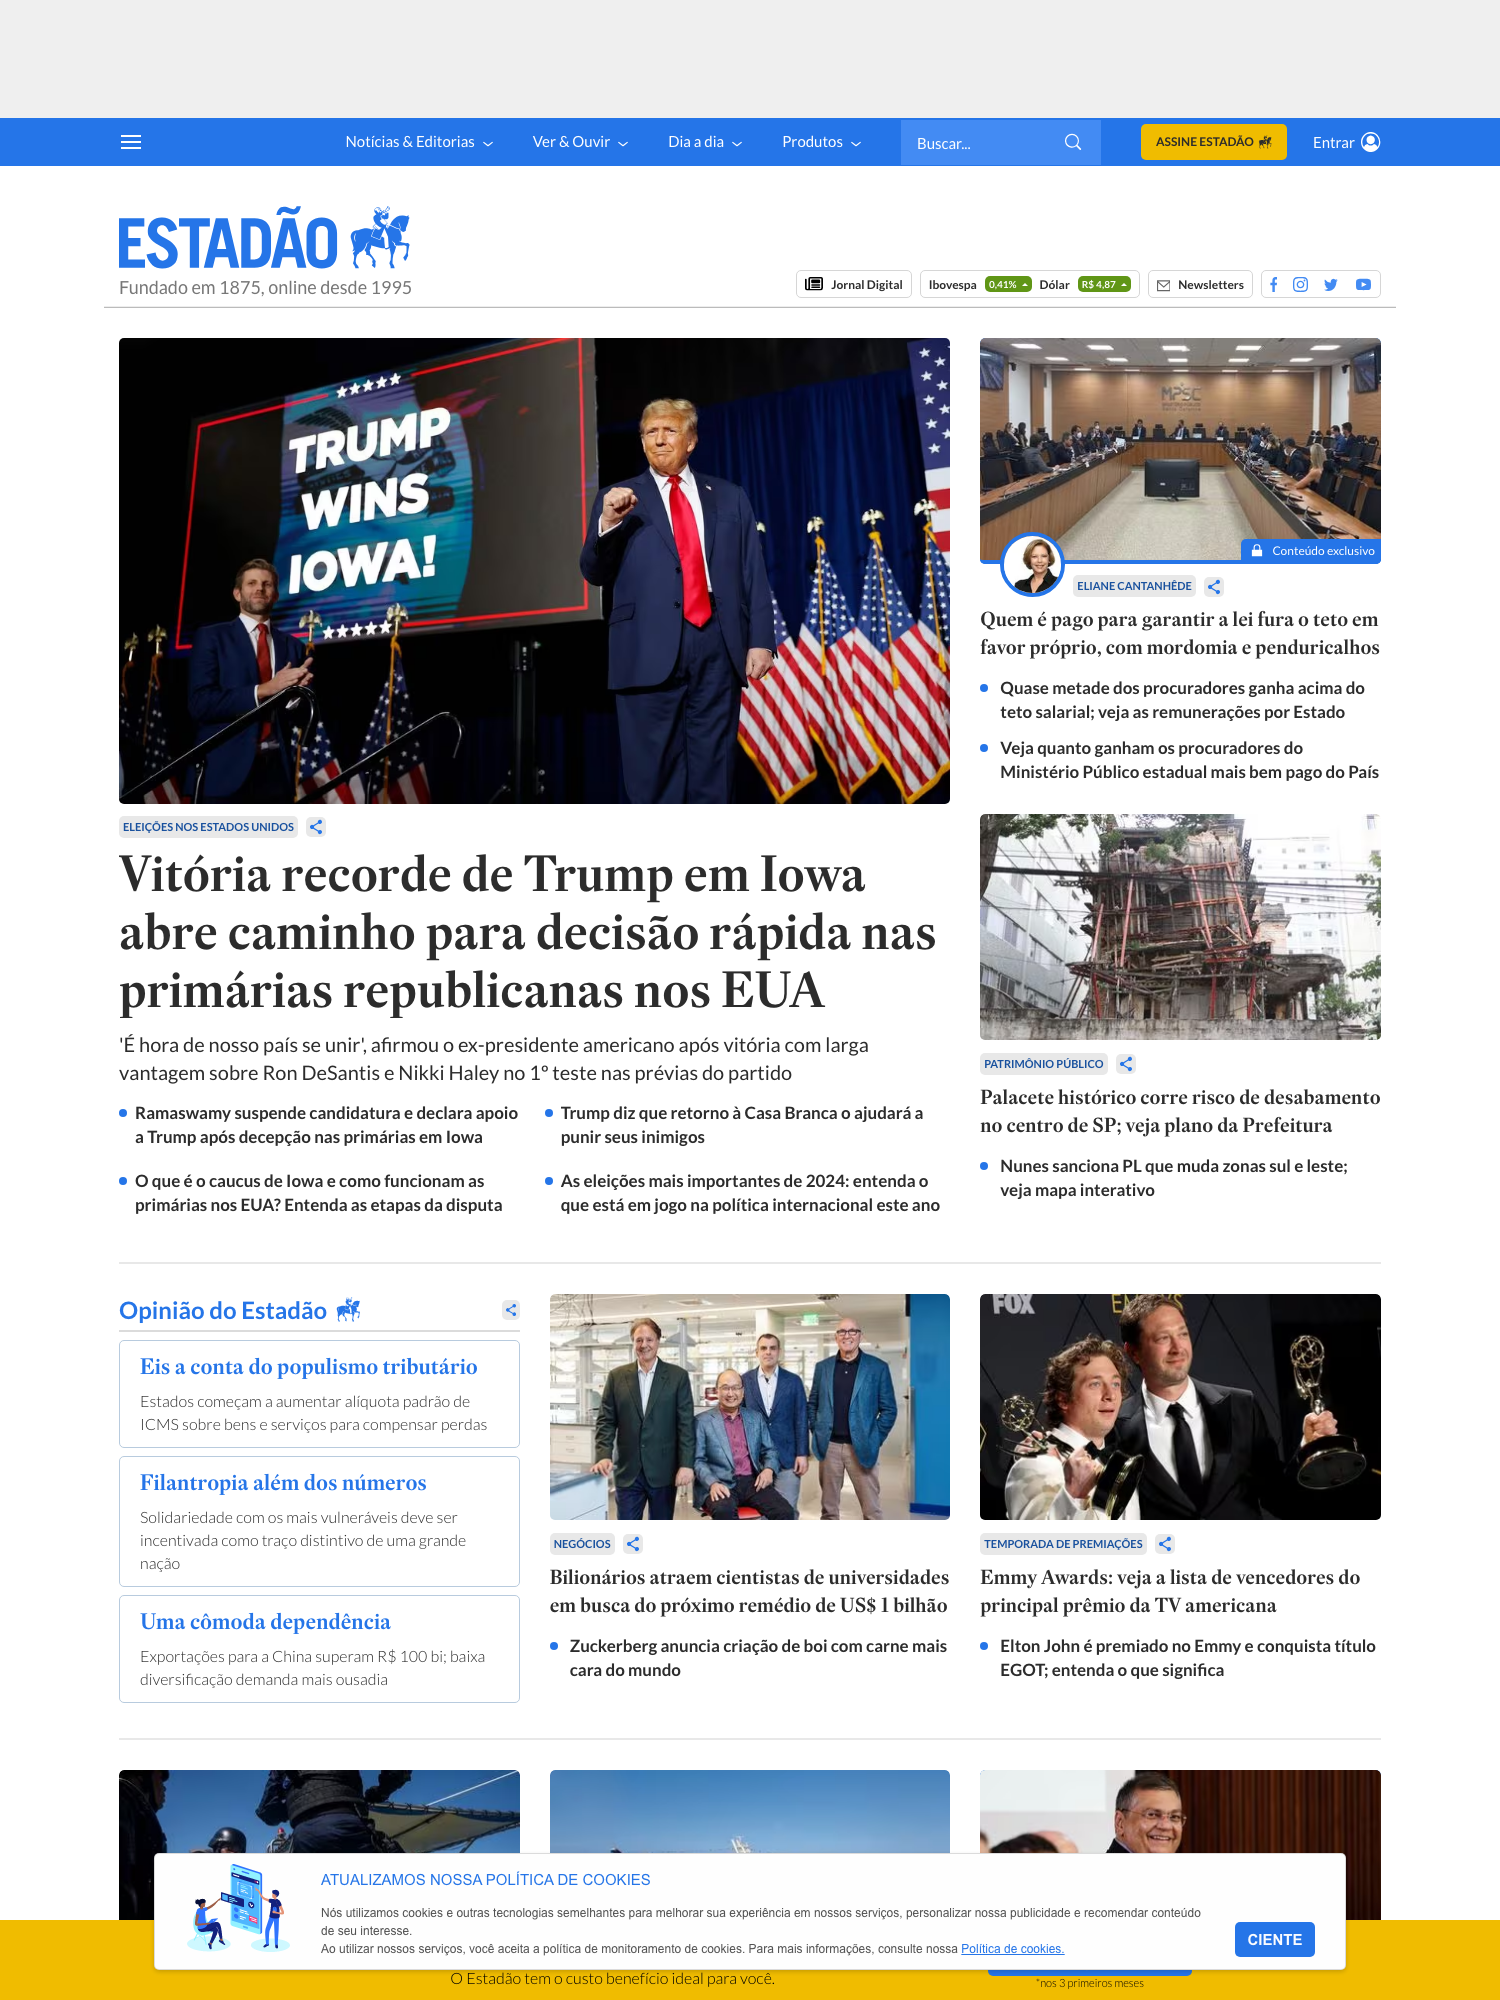 Notícias & Editorias
Ver & Ouvir
Dia a dia
Produtos
Buscar...
ASSINE ESTADÃO
Entrar
ESTADÃO
Fundado em 1875, online desde 1995
Jornal Digital
Ibovespa 0,41% Dólar R$ 4,87
Newsletters
TRUMP
WINS
IOWA!
ELEIÇÕES NOS ESTADOS UNIDOS
Vitória recorde de Trump em Iowa
abre caminho para decisão rápida nas
primárias republicanas nos EUA
'É hora de nosso país se unir', afirmou o ex-presidente americano após vitória com larga
vantagem sobre Ron DeSantis e Nikki Haley no 1º teste nas prévias do partido
Ramaswamy suspende candidatura e declara apoio
a Trump após decepção nas primárias em Iowa
O que é o caucus de Iowa e como funcionam as
primárias nos EUA? Entenda as etapas da disputa
Trump diz que retorno à Casa Branca o ajudará a
punir seus inimigos
As eleições mais importantes de 2024: entenda o
que está em jogo na política internacional este ano
MPSC
Conteúdo exclusivo
ELIANE CANTANHÊDE
Quem é pago para garantir a lei fura o teto em
favor próprio, com mordomia e penduricalhos
Quase metade dos procuradores ganha acima do
teto salarial; veja as remunerações por Estado
Veja quanto ganham os procuradores do
Ministério Público estadual mais bem pago do País
PATRIMÔNIO PÚBLICO
Palacete histórico corre risco de desabamento
no centro de SP; veja plano da Prefeitura
Nunes sanciona PL que muda zonas sul e leste;
veja mapa interativo
Opinião do Estadão
Eis a conta do populismo tributário
Estados começam a aumentar alíquota padrão de
ICMS sobre bens e serviços para compensar perdas
Filantropia além dos números
Solidariedade com os mais vulneráveis deve ser
incentivada como traço distintivo de uma grande
nação
Uma cômoda dependência
Exportações para a China superam R$ 100 bi; baixa
diversificação demanda mais ousadia
NEGÓCIOS
Bilionários atraem cientistas de universidades
em busca do próximo remédio de US$ 1 bilhão
Zuckerberg anuncia criação de boi com carne mais
cara do mundo
FOX
EMMYS
TEMPORADA DE PREMIAÇÕES
Emmy Awards: veja a lista de vencedores do
principal prêmio da TV americana
Elton John é premiado no Emmy e conquista título
EGOT; entenda o que significa
ATUALIZAMOS NOSSA POLÍTICA DE COOKIES
Nós utilizamos cookies e outras tecnologias semelhantes para melhorar sua experiência em nossos serviços, personalizar nossa publicidade e recomendar conteúdo
de seu interesse.
Ao utilizar nossos serviços, você aceita a política de monitoramento de cookies. Para mais informações, consulte nossa Política de cookies.
CIENTE
O Estadão tem o custo benefício ideal para você.
*nos 3 primeiros meses